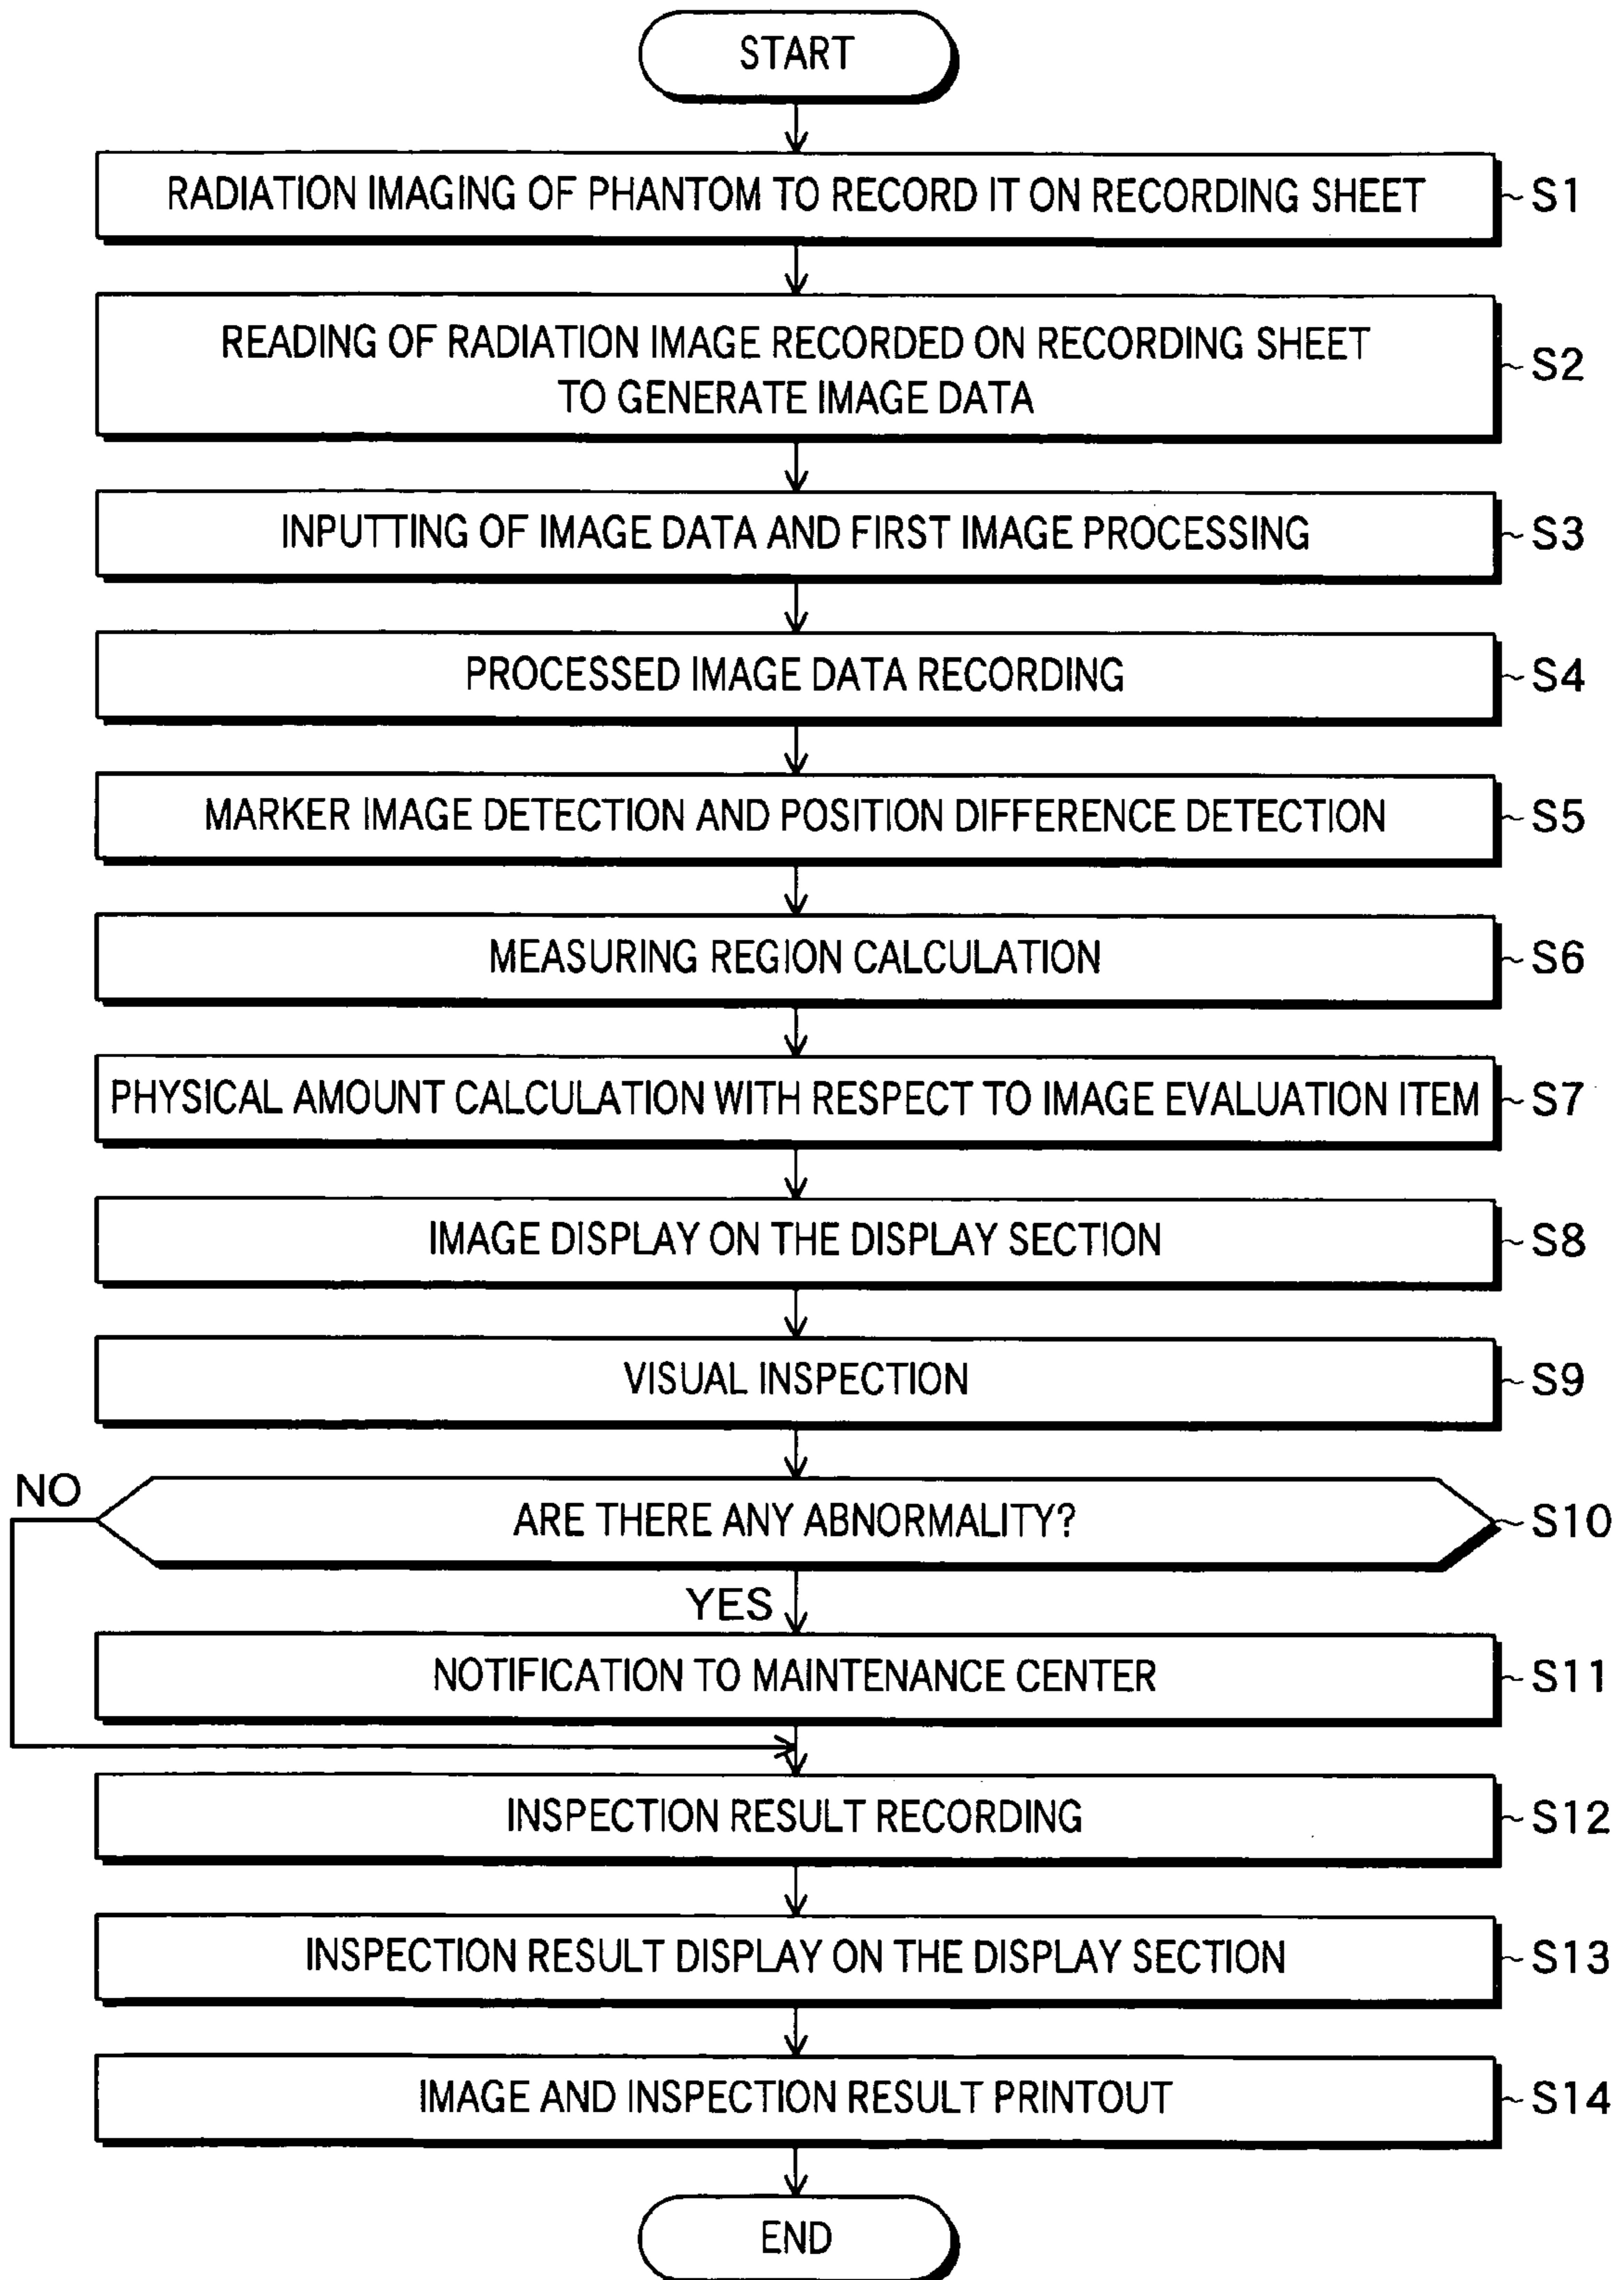 START
RADIATION IMAGING OF PHANTOM TO RECORD IT ON RECORDING SHEET
S1
READING OF RADIATION IMAGE RECORDED ON RECORDING SHEET
TO GENERATE IMAGE DATA
S2
INPUTTING OF IMAGE DATA AND FIRST IMAGE PROCESSING
S3
PROCESSED IMAGE DATA RECORDING
S4
MARKER IMAGE DETECTION AND POSITION DIFFERENCE DETECTION
S5
MEASURING REGION CALCULATION
S6
PHYSICAL AMOUNT CALCULATION WITH RESPECT TO IMAGE EVALUATION ITEM
S7
IMAGE DISPLAY ON THE DISPLAY SECTION
S8
VISUAL INSPECTION
S9
NO
ARE THERE ANY ABNORMALITY?
S10
YES
NOTIFICATION TO MAINTENANCE CENTER
S11
INSPECTION RESULT RECORDING
S12
INSPECTION RESULT DISPLAY ON THE DISPLAY SECTION
S13
IMAGE AND INSPECTION RESULT PRINTOUT
S14
END